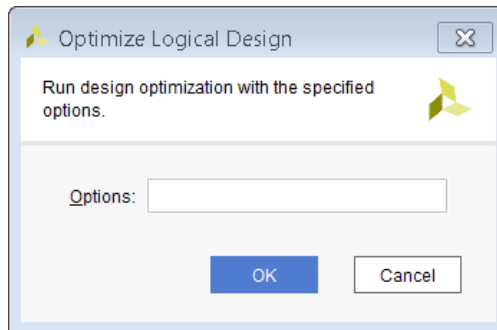 Optimize Logical Design
Run design optimization with the specified
options.
Options:
OK
Cancel